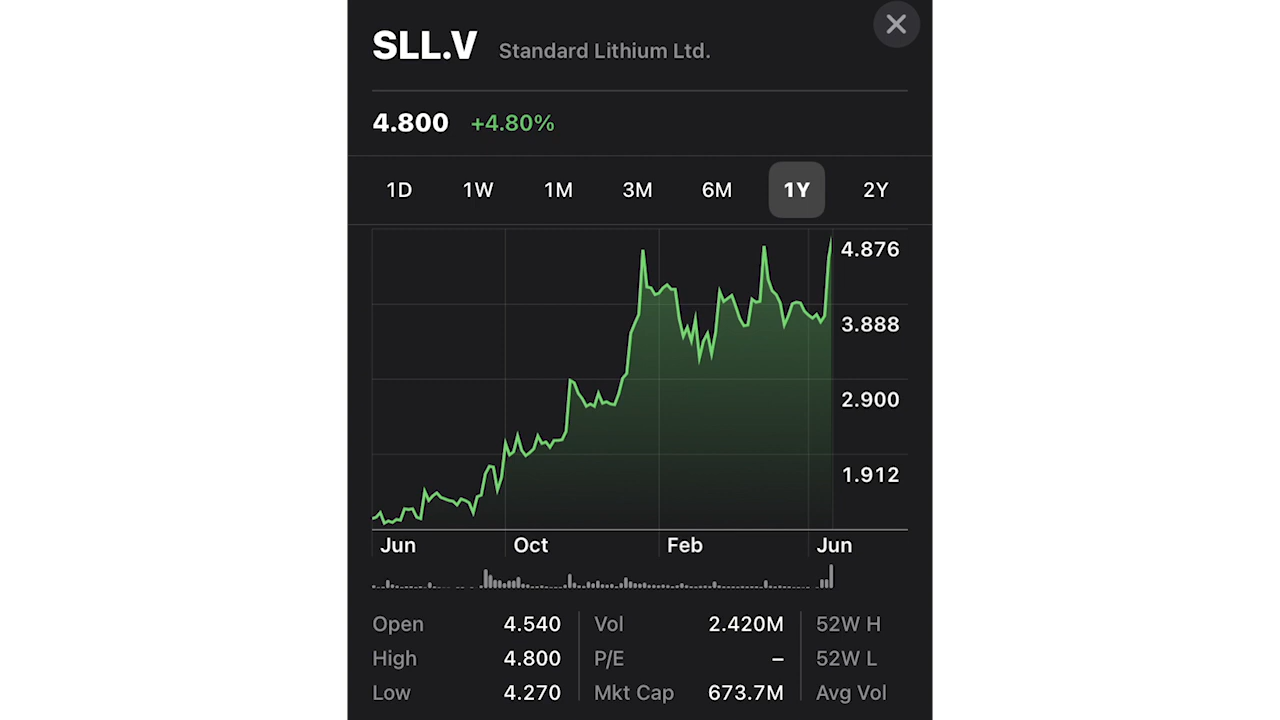 SLL.V Standard Lithium Ltd.
4.800 +4.80%
1D 1W 1M 3M 6M 1Y 2Y
4.876
3.888
2.900
1.912
Jun Oct Feb Jun
Open 4.540 Vol 2.420M 52W H
High 4.800 P/E – 52W L
Low 4.270 Mkt Cap 673.7M Avg Vol